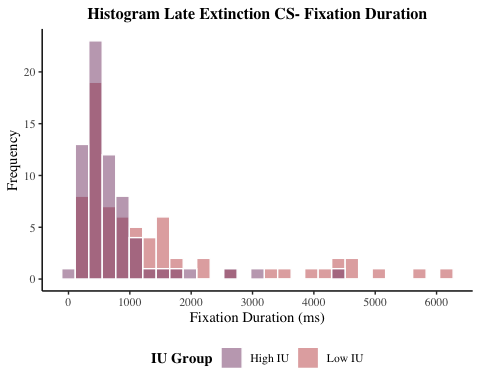 Histogram Late Extinction CS- Fixation Duration
Frequency
20
15
10
5
0
0 1000 2000 3000 4000 5000 6000
Fixation Duration (ms)
IU Group High IU Low IU